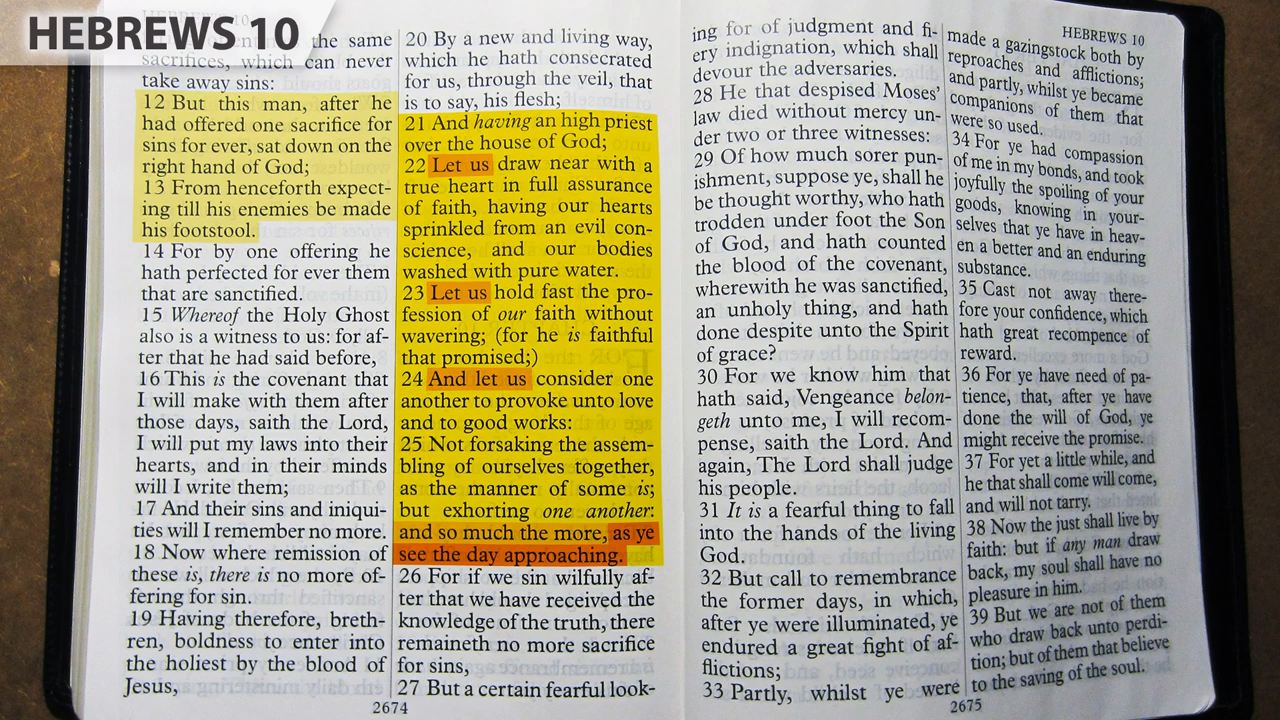 HEBREWS 10
the same
sacrifices, which can never
take away sins:
12 But this man, after he
had offered one sacrifice for
sins for ever, sat down on the
right hand of God;
13 From henceforth expect-
ing till his enemies be made
his footstool.
14 For by one offering he
hath perfected for ever them
that are sanctified.
15 Whereof the Holy Ghost
also is a witness to us: for af-
ter that he had said before,
16 This is the covenant that
I will make with them after
those days, saith the Lord,
I will put my laws into their
hearts, and in their minds
will I write them;
17 And their sins and iniqui-
ties will I remember no more.
18 Now where remission of
these is, there is no more of-
fering for sin.
19 Having therefore, breth-
ren, boldness to enter into
the holiest by the blood of
Jesus,
20 By a new and living way,
which he hath consecrated
for us, through the veil, that
is to say, his flesh;
21 And having an high priest
over the house of God;
22 Let us draw near with a
true heart in full assurance
of faith, having our hearts
sprinkled from an evil con-
science, and our bodies
washed with pure water.
23 Let us hold fast the pro-
fession of our faith without
wavering; (for he is faithful
that promised;)
24 And let us consider one
another to provoke unto love
and to good works:
25 Not forsaking the assem-
bling of ourselves together,
as the manner of some is;
but exhorting one another:
and so much the more, as ye
see the day approaching.
26 For if we sin wilfully af-
ter that we have received the
knowledge of the truth, there
remaineth no more sacrifice
for sins,
27 But a certain fearful look-
2674
ing for of judgment and fi-
ery indignation, which shall
devour the adversaries.
28 He that despised Moses'
law died without mercy un-
der two or three witnesses:
29 Of how much sorer pun-
ishment, suppose ye, shall he
be thought worthy, who hath
trodden under foot the Son
of God, and hath counted
the blood of the covenant,
wherewith he was sanctified,
an unholy thing, and hath
done despite unto the Spirit
of grace?
30 For we know him that
hath said, Vengeance belon-
geth unto me, I will recom-
pense, saith the Lord. And
again, The Lord shall judge
his people.
31 It is a fearful thing to fall
into the hands of the living
God.
32 But call to remembrance
the former days, in which,
after ye were illuminated, ye
endured a great fight of af-
flictions;
33 Partly, whilst ye were
HEBREWS 10
made a gazingstock both by
reproaches and afflictions;
and partly, whilst ye became
companions of them that
were so used.
34 For ye had compassion
of me in my bonds, and took
joyfully the spoiling of your
goods, knowing in your-
selves that ye have in heav-
en a better and an enduring
substance.
35 Cast not away there-
fore your confidence, which
hath great recompence of
reward.
36 For ye have need of pa-
tience, that, after ye have
done the will of God, ye
might receive the promise.
37 For yet a little while, and
he that shall come will come,
and will not tarry.
38 Now the just shall live by
faith: but if any man draw
back, my soul shall have no
pleasure in him.
39 But we are not of them
who draw back unto perdi-
tion; but of them that believe
to the saving of the soul.
2675